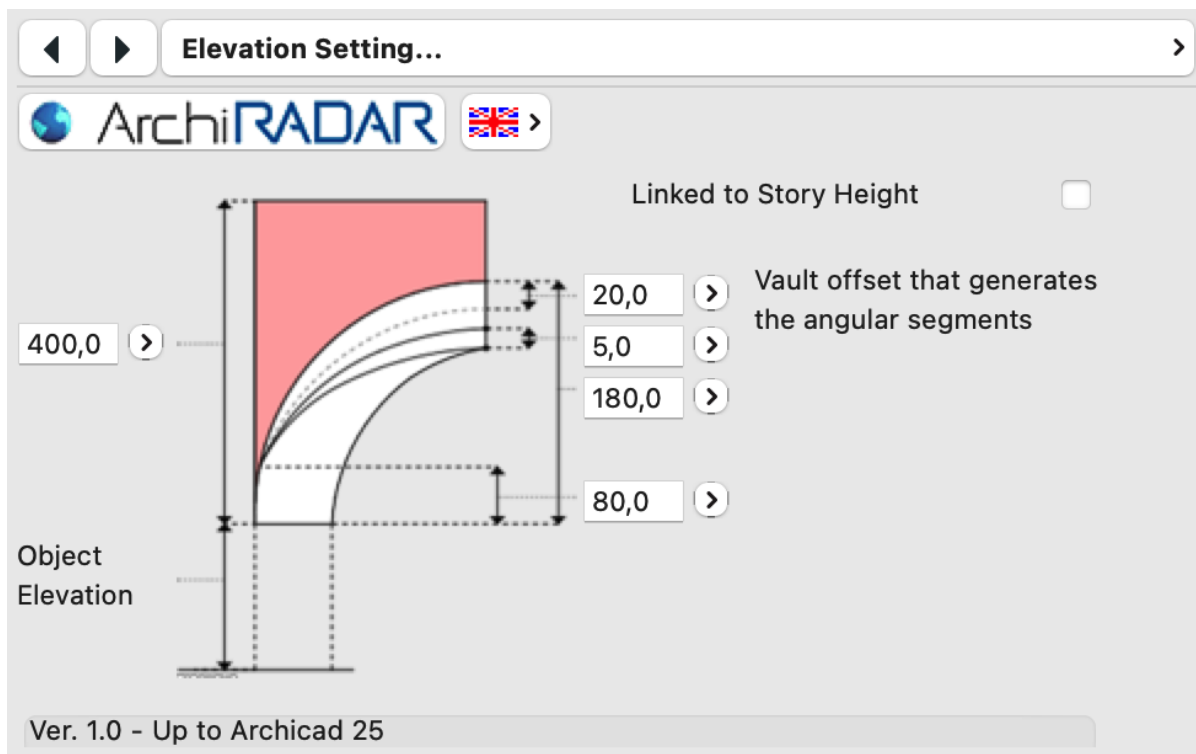 Elevation Setting...
ArchiRADAR
Linked to Story Height
20,0
Vault offset that generates
the angular segments
400,0
5,0
180,0
80,0
Object
Elevation
Ver. 1.0 - Up to Archicad 25